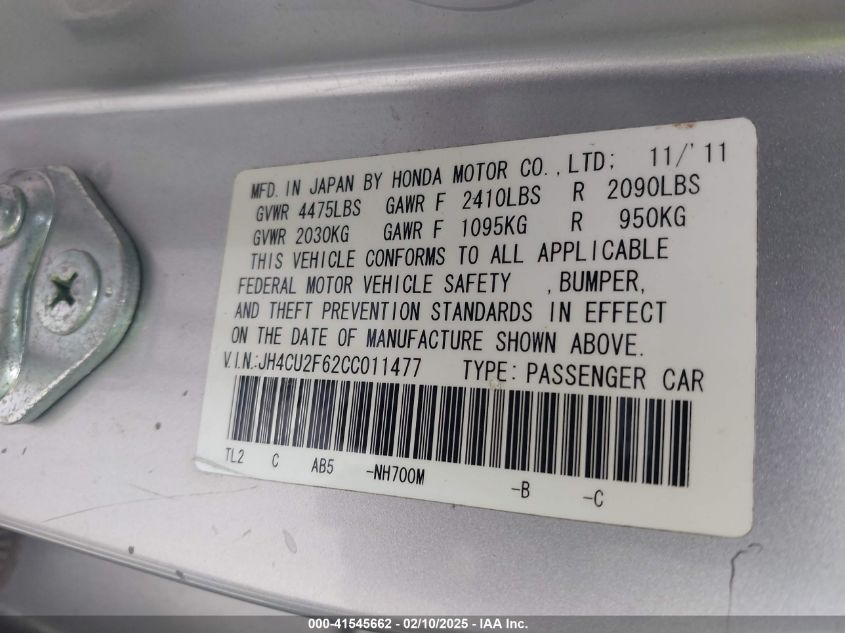 MFD. IN JAPAN BY HONDA MOTOR CO., LTD; 11/'11
GVWR 4475LBS GAWR F 2410LBS R 2090LBS
GVWR 2030KG GAWR F 1095KG R 950KG
THIS VEHICLE CONFORMS TO ALL APPLICABLE
FEDERAL MOTOR VEHICLE SAFETY , BUMPER,
AND THEFT PREVENTION STANDARDS IN EFFECT
ON THE DATE OF MANUFACTURE SHOWN ABOVE.
V.I.N.:JH4CU2F62CC011477 TYPE: PASSENGER CAR
TL2 C AB5 -NH700M -B -C
000-41545662 - 02/10/2025 - IAA Inc.